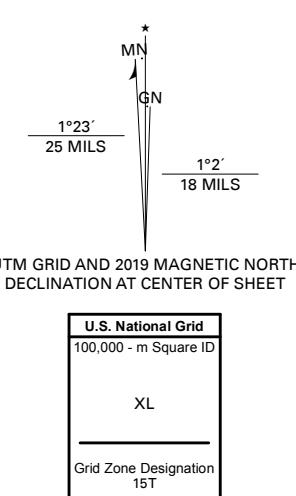 ★
MN
GN
1°23´
25 MILS
1°2´
18 MILS
UTM GRID AND 2019 MAGNETIC NORTH
DECLINATION AT CENTER OF SHEET
U.S. National Grid
100,000 - m Square ID
XL
Grid Zone Designation
15T